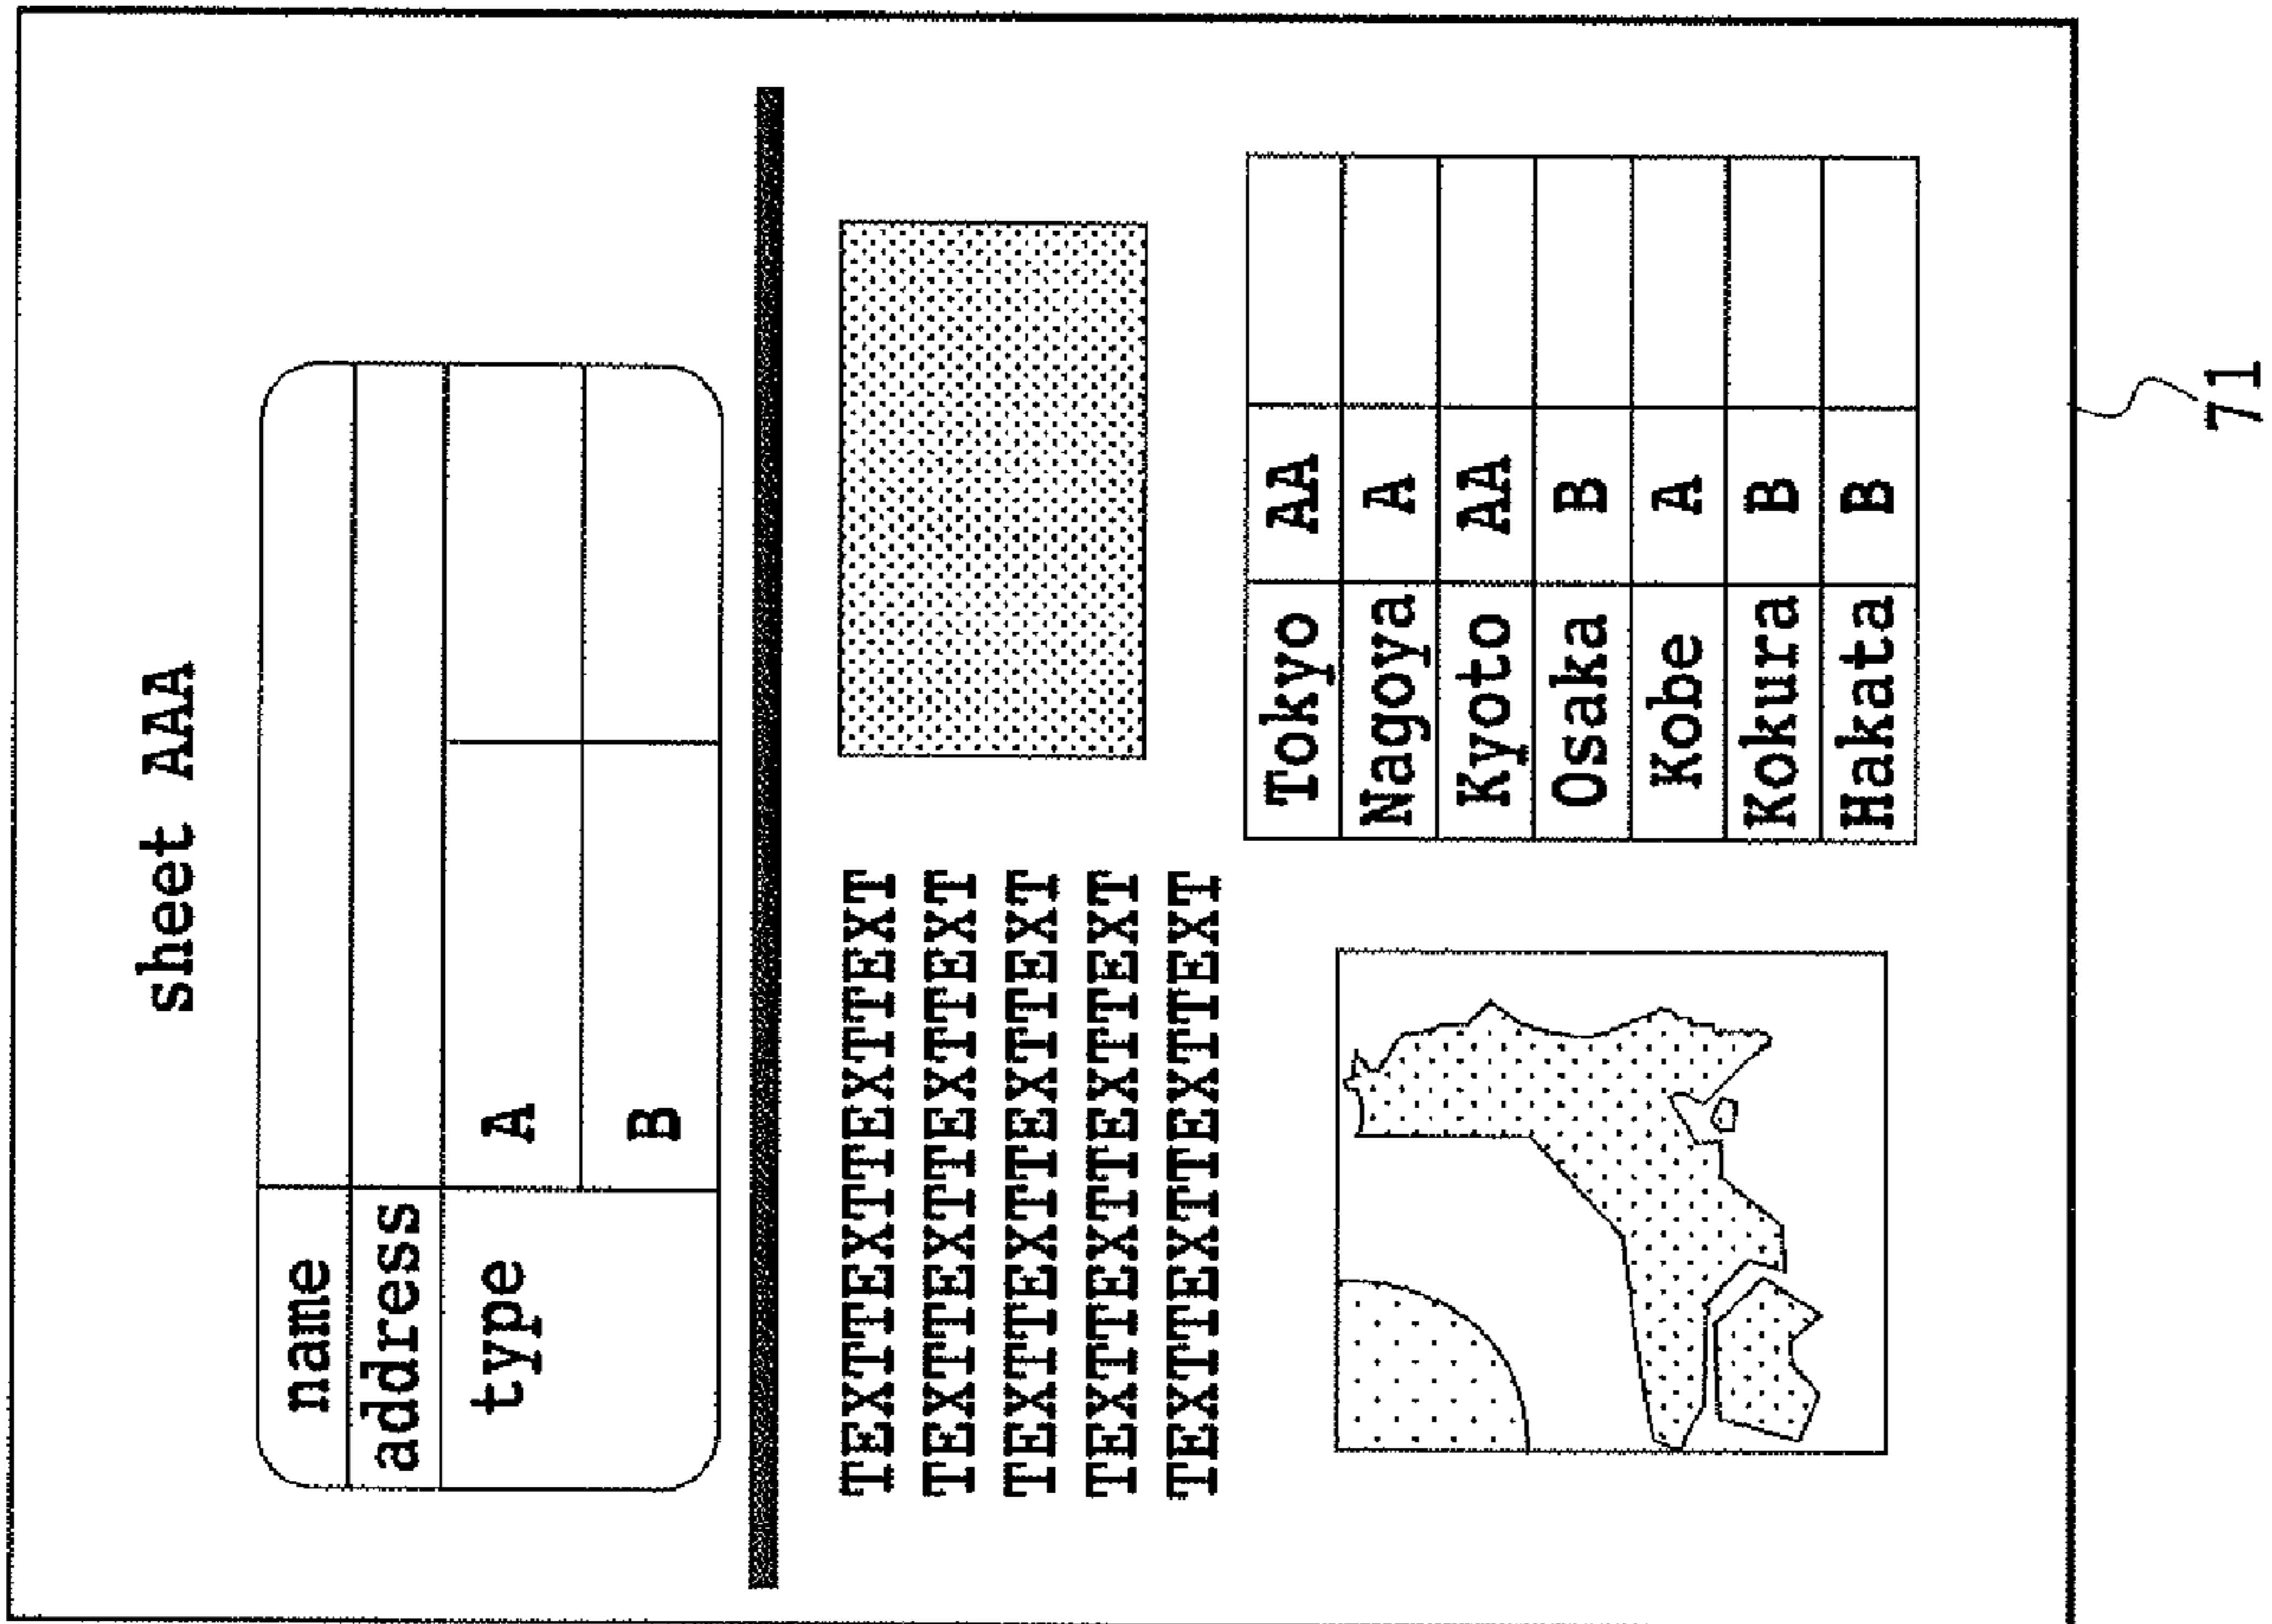 sheet AAA
name
address
type A
B
TEXTTEXTTEXTTEXT
TEXTTEXTTEXTTEXT
TEXTTEXTTEXTTEXT
TEXTTEXTTEXTTEXT
TEXTTEXTTEXTTEXT
Tokyo AA
Nagoya A
Kyoto AA
Osaka B
Kobe A
Kokura B
Hakata B
71